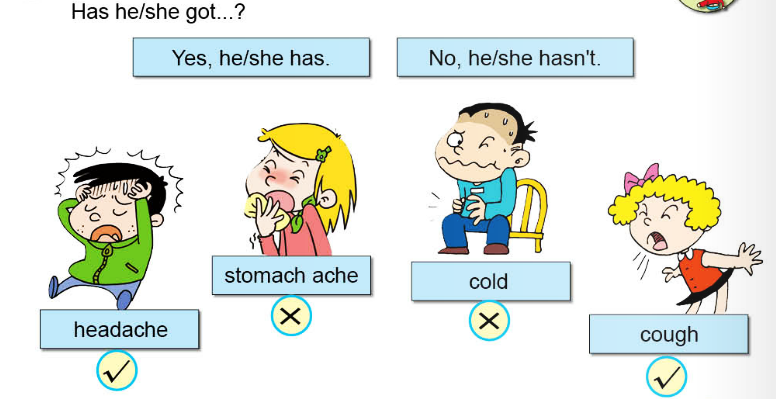 Has he/she got...?
Yes, he/she has.
No, he/she hasn't.
stomach ache
cold
headache
cough